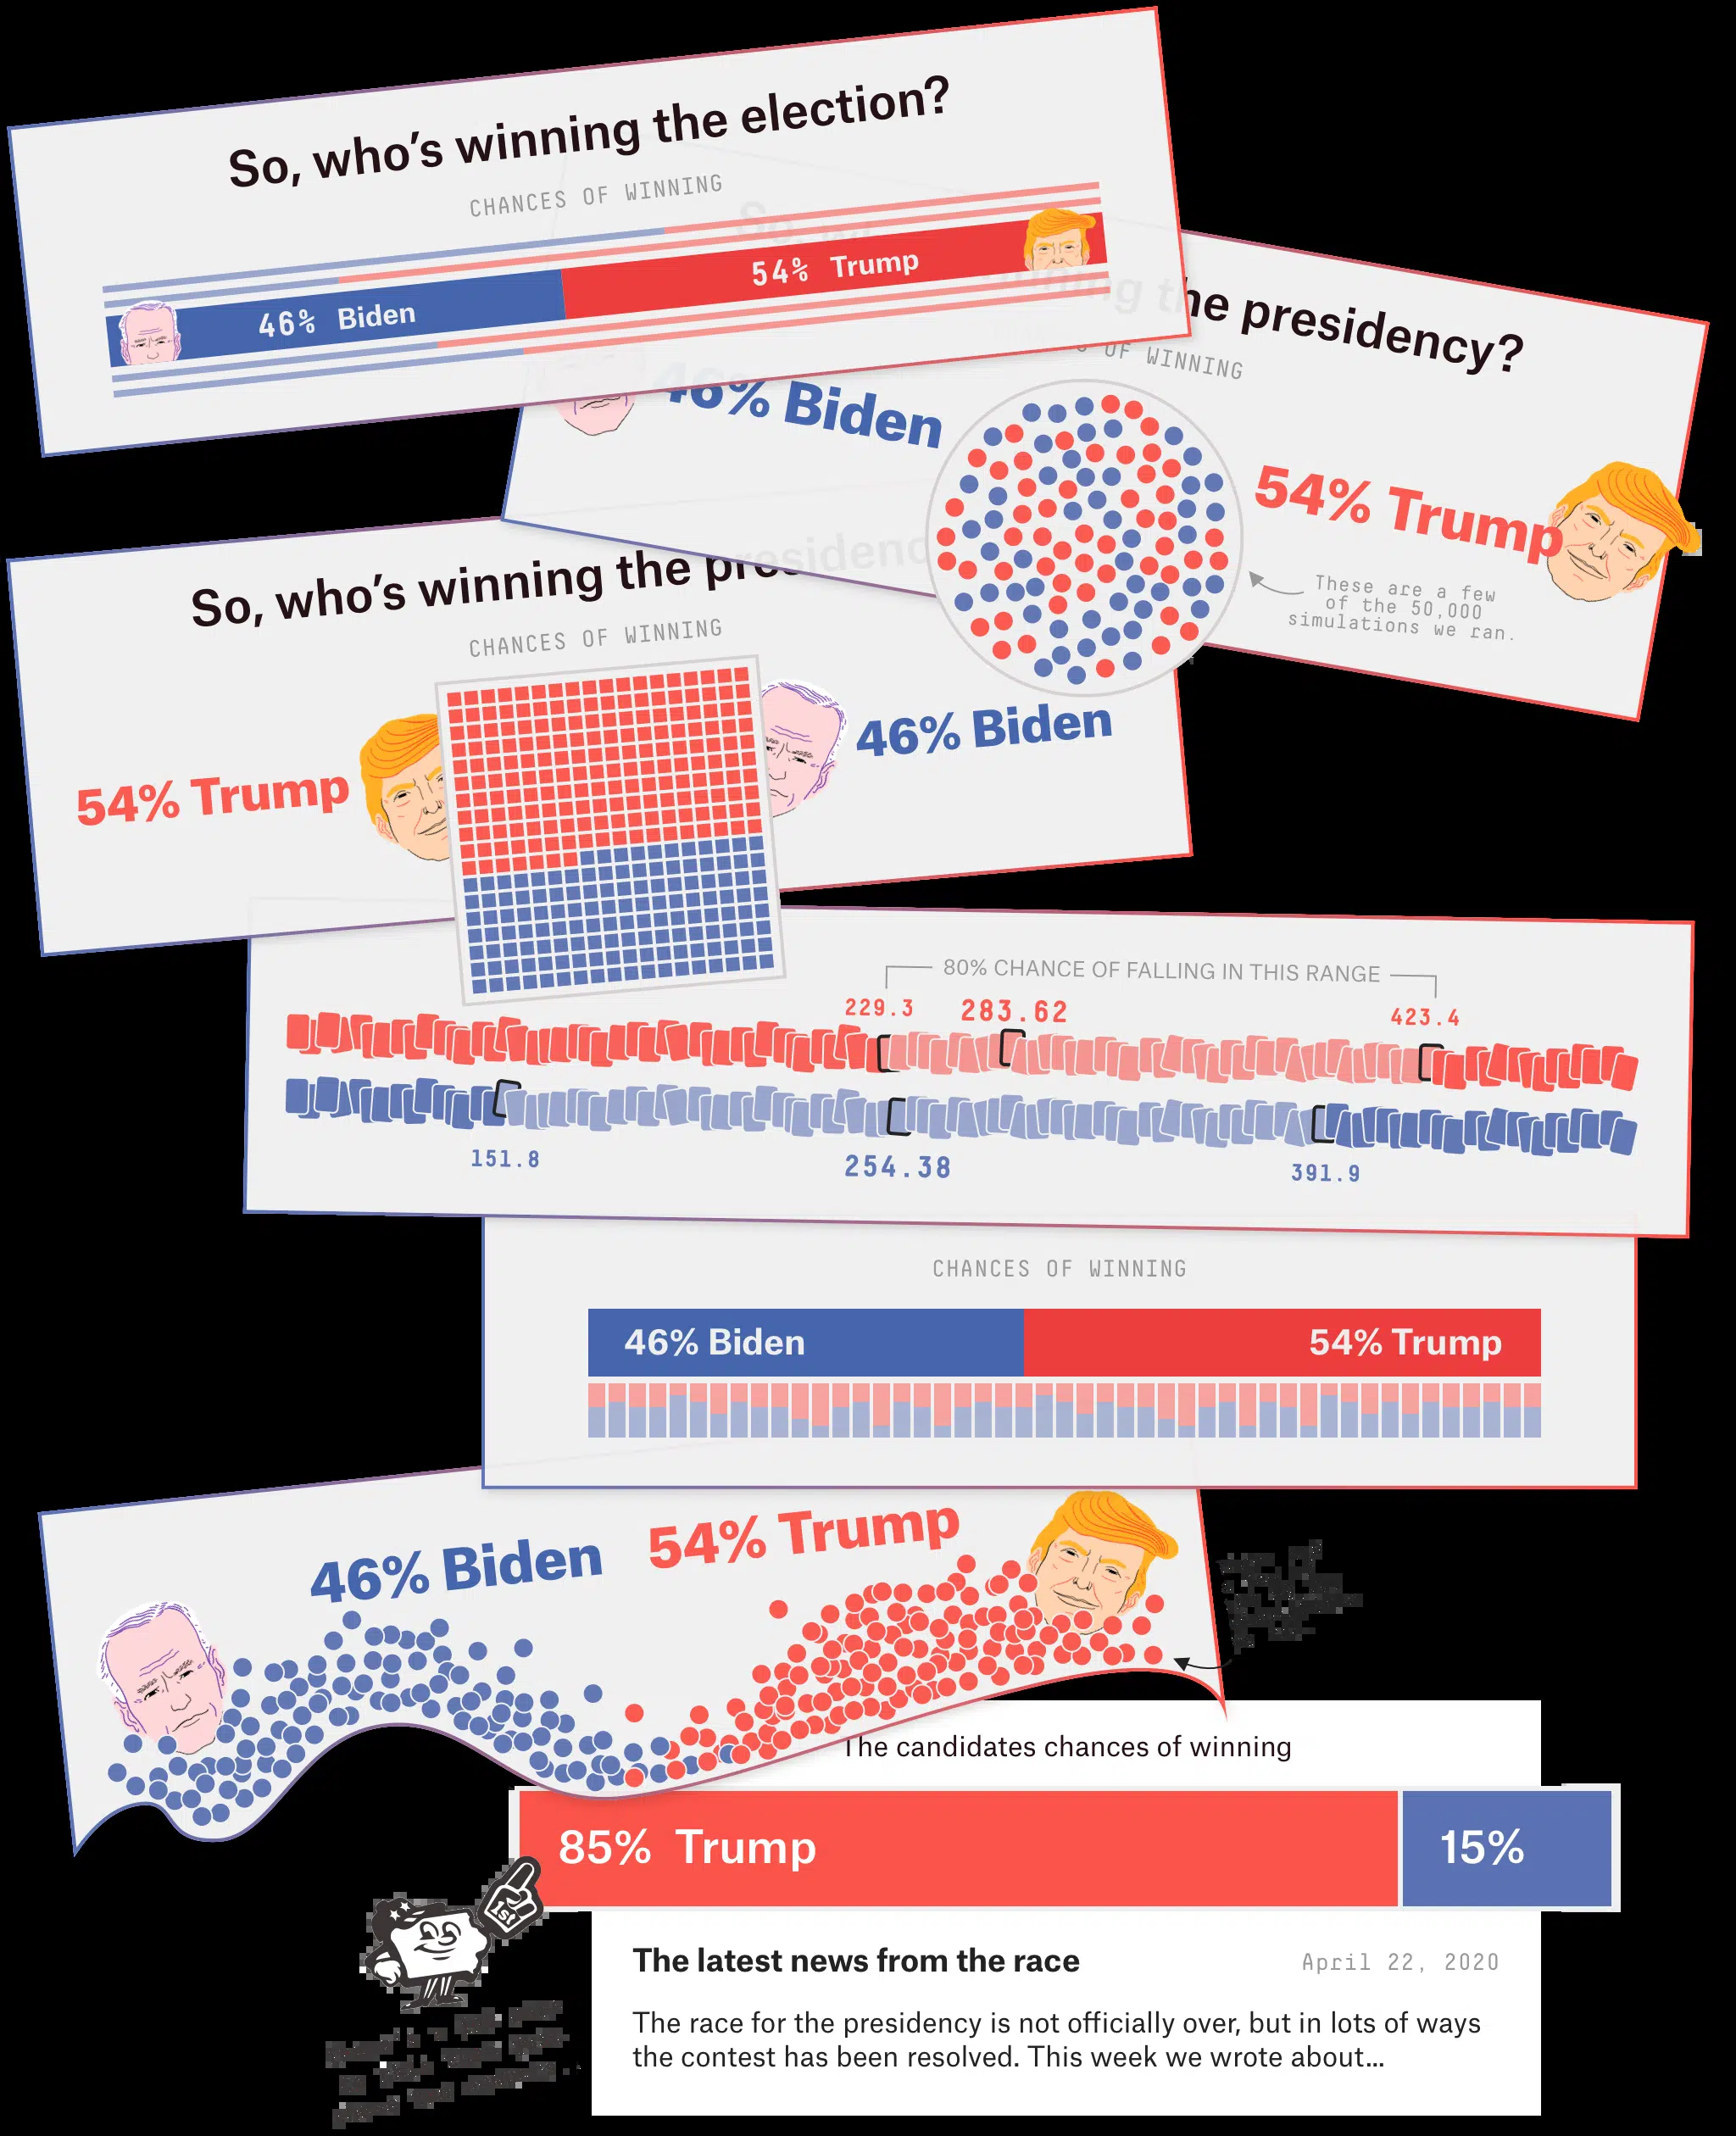 So, who's winning the election?
CHANCES OF WINNING
46% Biden
54% Trump
he presidency?
OF WINNING
46% Biden
54% Trump
These are a few
of the 50,000
simulations we ran.
So, who's winning the presidenc
CHANCES OF WINNING
54% Trump
46% Biden
80% CHANCE OF FALLING IN THIS RANGE
229.3
283.62
423.4
151.8
254.38
391.9
CHANCES OF WINNING
46% Biden
54% Trump
46% Biden
54% Trump
The candidates chances of winning
85% Trump
15%
1st
The latest news from the race
April 22, 2020
The race for the presidency is not officially over, but in lots of ways
the contest has been resolved. This week we wrote about...